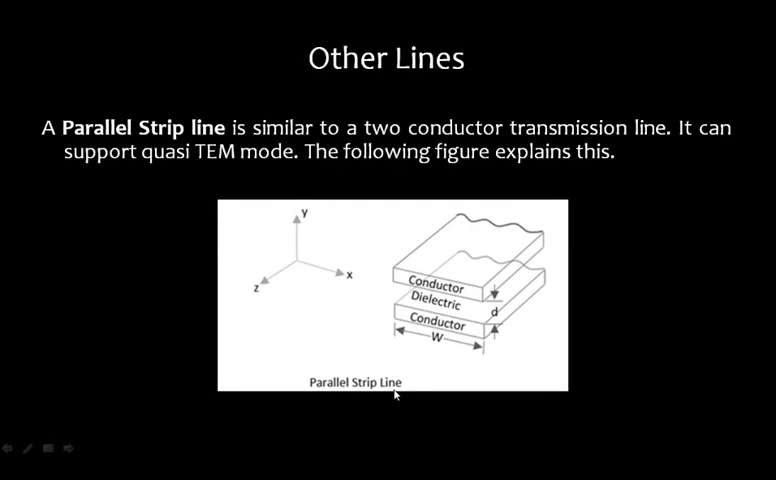 Other Lines
A Parallel Strip line is similar to a two conductor transmission line. It can
support quasi TEM mode. The following figure explains this.
y
x
z
Conductor
Dielectric
d
Conductor
W
Parallel Strip Line